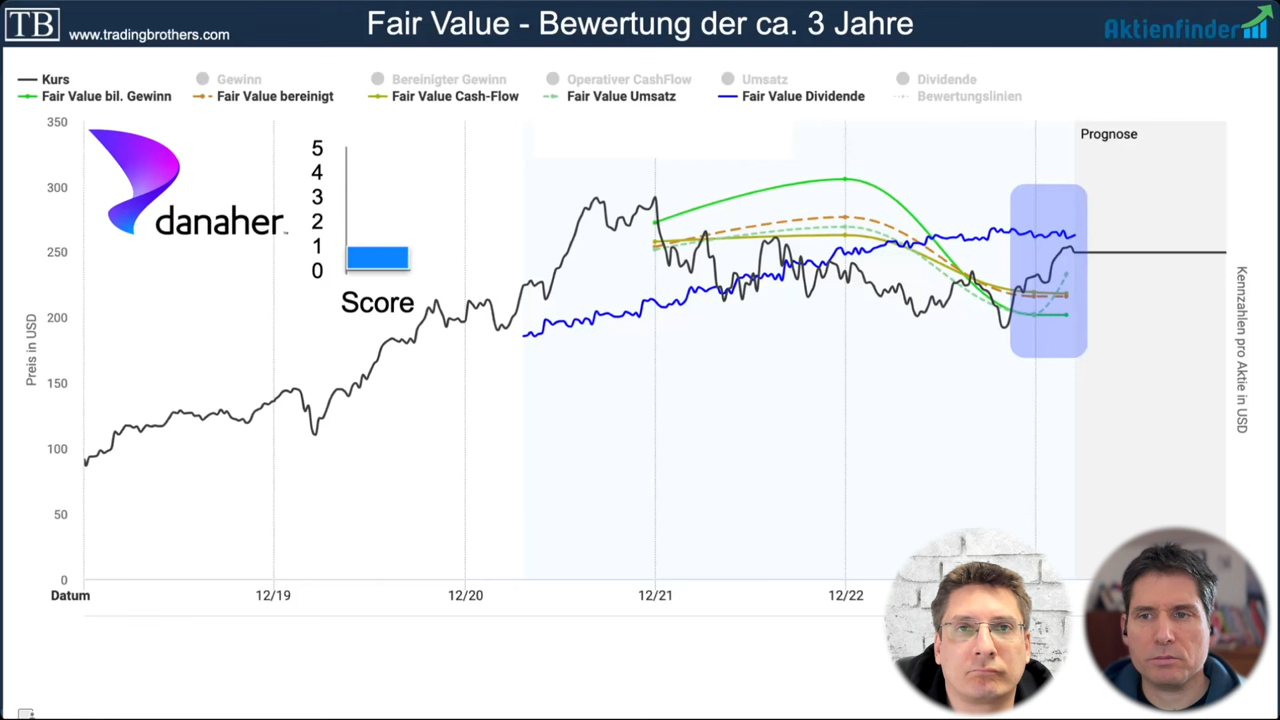 TB
www.tradingbrothers.com
Fair Value - Bewertung der ca. 3 Jahre
Aktienfinder
Kurs
Gewinn
Bereinigter Gewinn
Operativer CashFlow
Umsatz
Dividende
Fair Value bil. Gewinn
Fair Value bereinigt
Fair Value Cash-Flow
Fair Value Umsatz
Fair Value Dividende
Bewertungslinien
350
300
250
200
150
100
50
0
Preis in USD
danaher™
5
4
3
2
1
0
Score
Prognose
Kennzahlen pro Aktie in USD
Datum
12/19
12/20
12/21
12/22